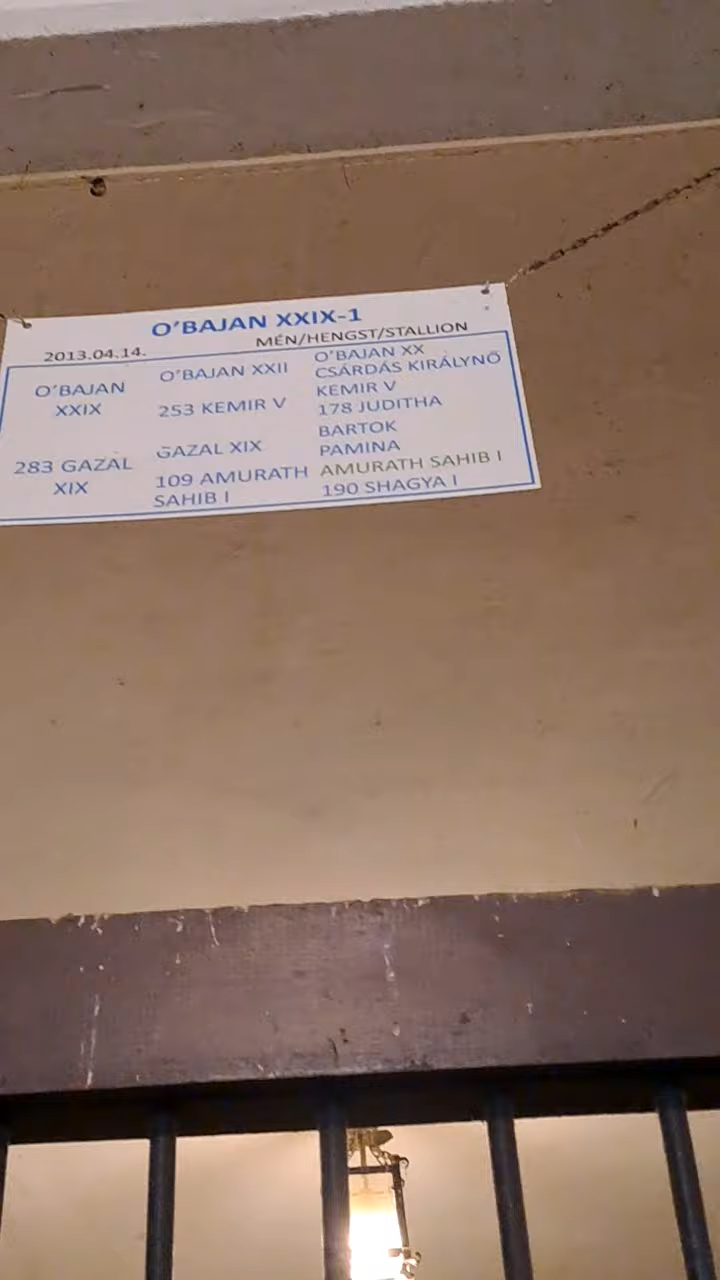 O'BAJAN XXIX-1
2013.04.14. MÉN/HENGST/STALLION
O'BAJAN
XXIX
283 GAZAL
XIX
O'BAJAN XXII
253 KEMIR V
GAZAL XIX
109 AMURATH
SAHIB I
O'BAJAN XX
CSÁRDÁS KIRÁLYNŐ
KEMIR V
178 JUDITHA
BARTOK
PAMINA
AMURATH SAHIB I
190 SHAGYA I